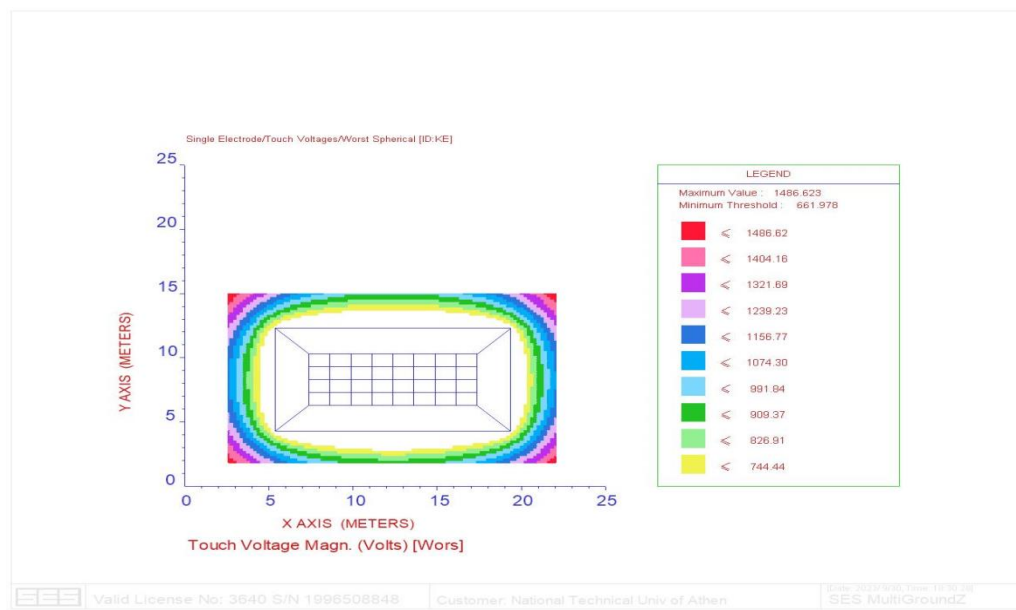 Single Electrode/Touch Voltages/Worst Spherical [ID:KE]
25
20
15
10
5
0
Y AXIS (METERS)
0 5 10 15 20 25
X AXIS (METERS)
Touch Voltage Magn. (Volts) [Wors]
LEGEND
Maximum Value : 1486.623
Minimum Threshold : 661.978
⩽ 1486.62
⩽ 1404.16
⩽ 1321.69
⩽ 1239.23
⩽ 1156.77
⩽ 1074.30
⩽ 991.84
⩽ 909.37
⩽ 826.91
⩽ 744.44
SES
Valid License No: 3640 S/N 1996508848
Customer: National Technical Univ of Athen
SES MultiGroundZ